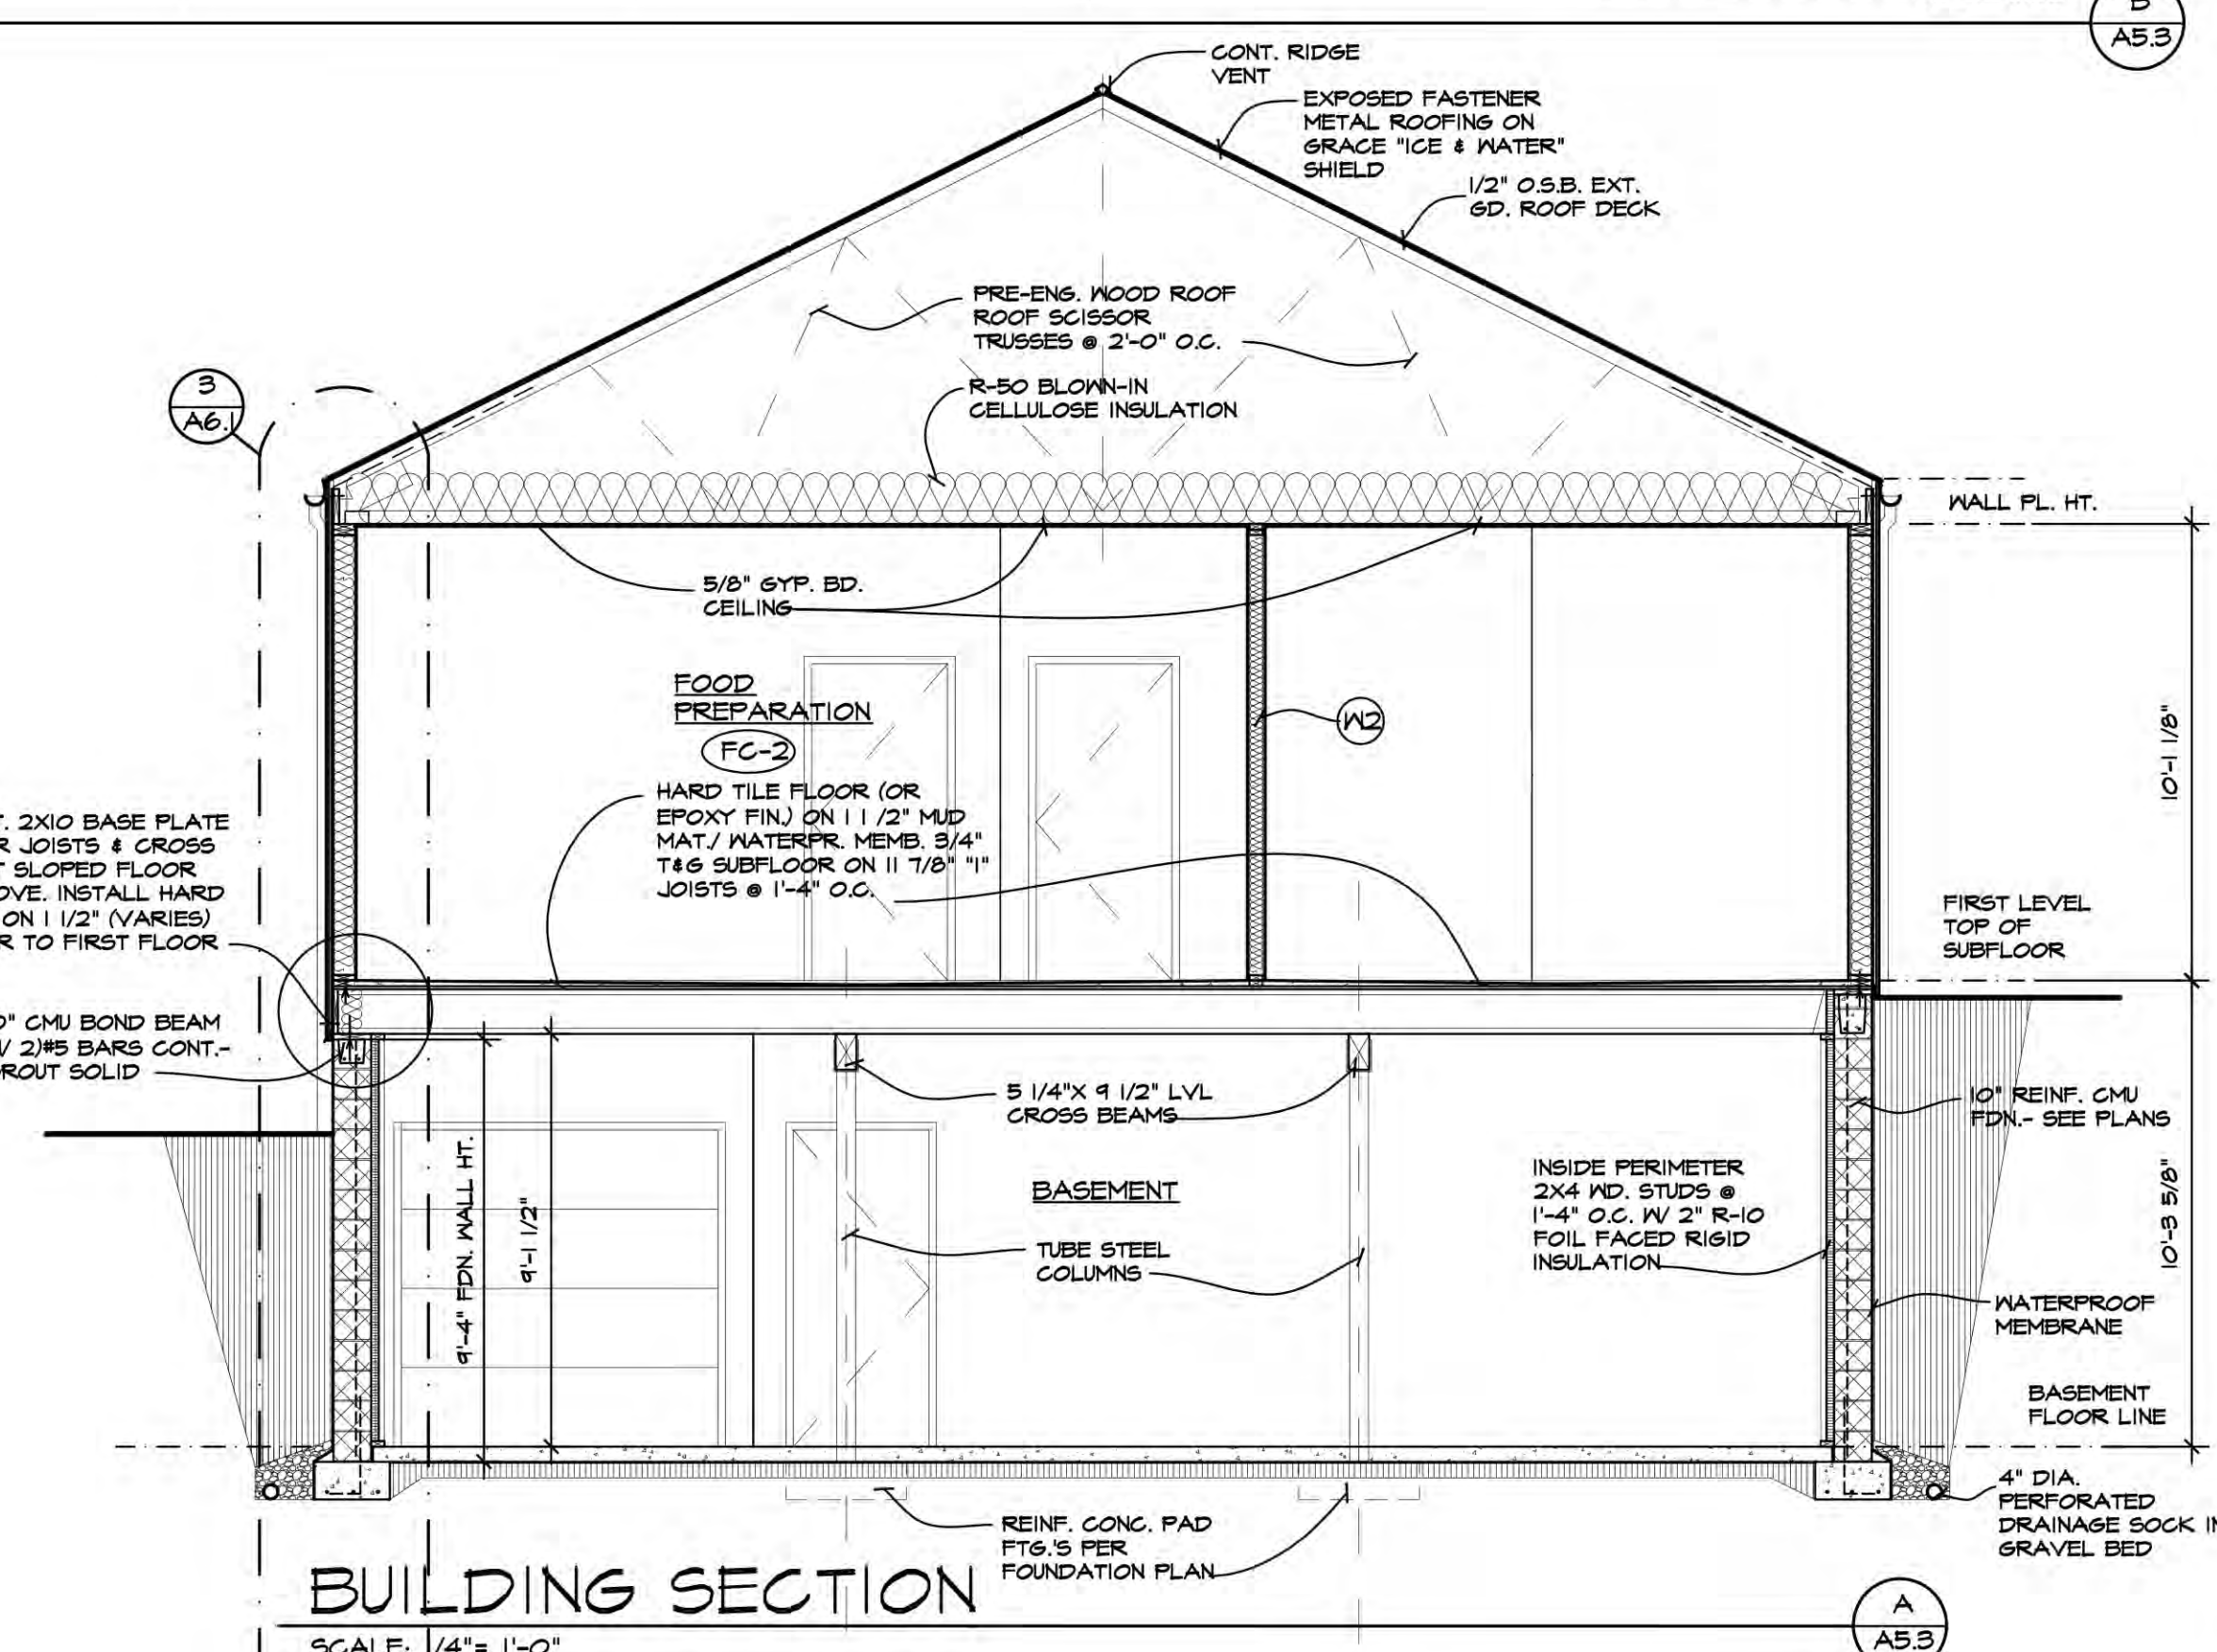 A5.3
CONT. RIDGE
VENT
EXPOSED FASTENER
METAL ROOFING ON
GRACE "ICE & WATER"
SHIELD
1/2" O.S.B. EXT.
GD. ROOF DECK
PRE-ENG. WOOD ROOF
ROOF SCISSOR
TRUSSES @ 2'-0" O.C.
R-50 BLOWN-IN
CELLULOSE INSULATION
3
A6.1
WALL PL. HT.
5/8" GYP. BD.
CEILING
FOOD
PREPARATION
FC-2
W2
10'-1 1/8"
HARD TILE FLOOR (OR
EPOXY FIN.) ON 1 1 /2" MUD
MAT./ WATERPR. MEMB. 3/4"
T&G SUBFLOOR ON 11 7/8" "I"
JOISTS @ 1'-4" O.C.
2X10 BASE PLATE
JOISTS & CROSS
SLOPED FLOOR
INSTALL HARD
ON 1 1/2" (VARIES)
TO FIRST FLOOR
FIRST LEVEL
TOP OF
SUBFLOOR
CMU BOND BEAM
2)#5 BARS CONT.-
GROUT SOLID
5 1/4"X 9 1/2" LVL
CROSS BEAMS
10" REINF. CMU
FDN.- SEE PLANS
9'-4" FDN. WALL HT.
9'-1 1/2"
BASEMENT
INSIDE PERIMETER
2X4 WD. STUDS @
1'-4" O.C. W/ 2" R-10
FOIL FACED RIGID
INSULATION
10'-3 5/8"
TUBE STEEL
COLUMNS
WATERPROOF
MEMBRANE
BASEMENT
FLOOR LINE
4" DIA.
PERFORATED
DRAINAGE SOCK IN
GRAVEL BED
REINF. CONC. PAD
FTG.'S PER
FOUNDATION PLAN
BUILDING SECTION
SCALE: 1/4"= 1'-0"
A
A5.3